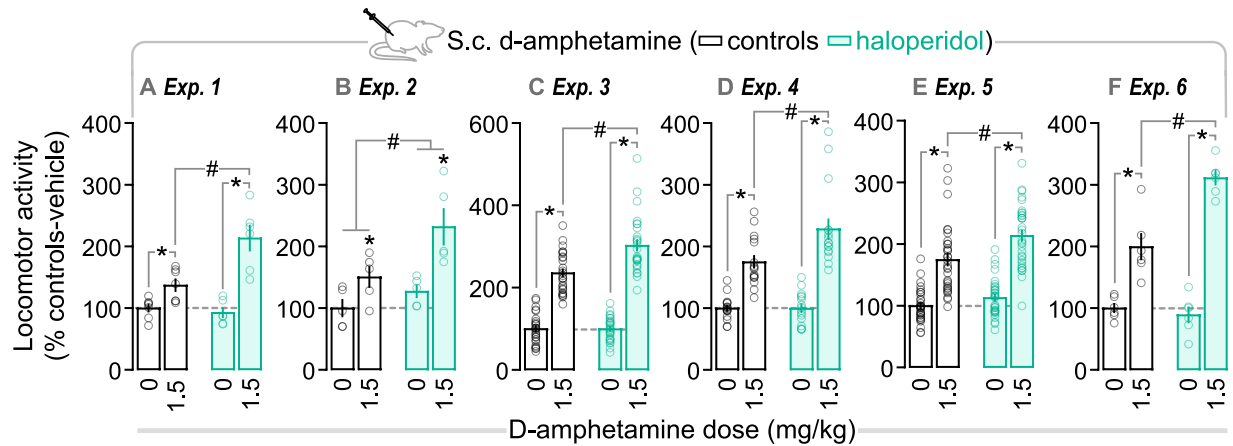 S.c. d-amphetamine (controls haloperidol)
A Exp. 1 B Exp. 2 C Exp. 3 D Exp. 4 E Exp. 5 F Exp. 6
Locomotor activity
(% controls-vehicle)
400 300 200 100 0
# * *
0 1.5 0 1.5
400 300 200 100 0
# * *
0 1.5 0 1.5
600 400 200 0
# * *
0 1.5 0 1.5
400 300 200 100 0
# * *
0 1.5 0 1.5
400 300 200 100 0
# * *
0 1.5 0 1.5
400 300 200 100 0
# * *
0 1.5 0 1.5
D-amphetamine dose (mg/kg)